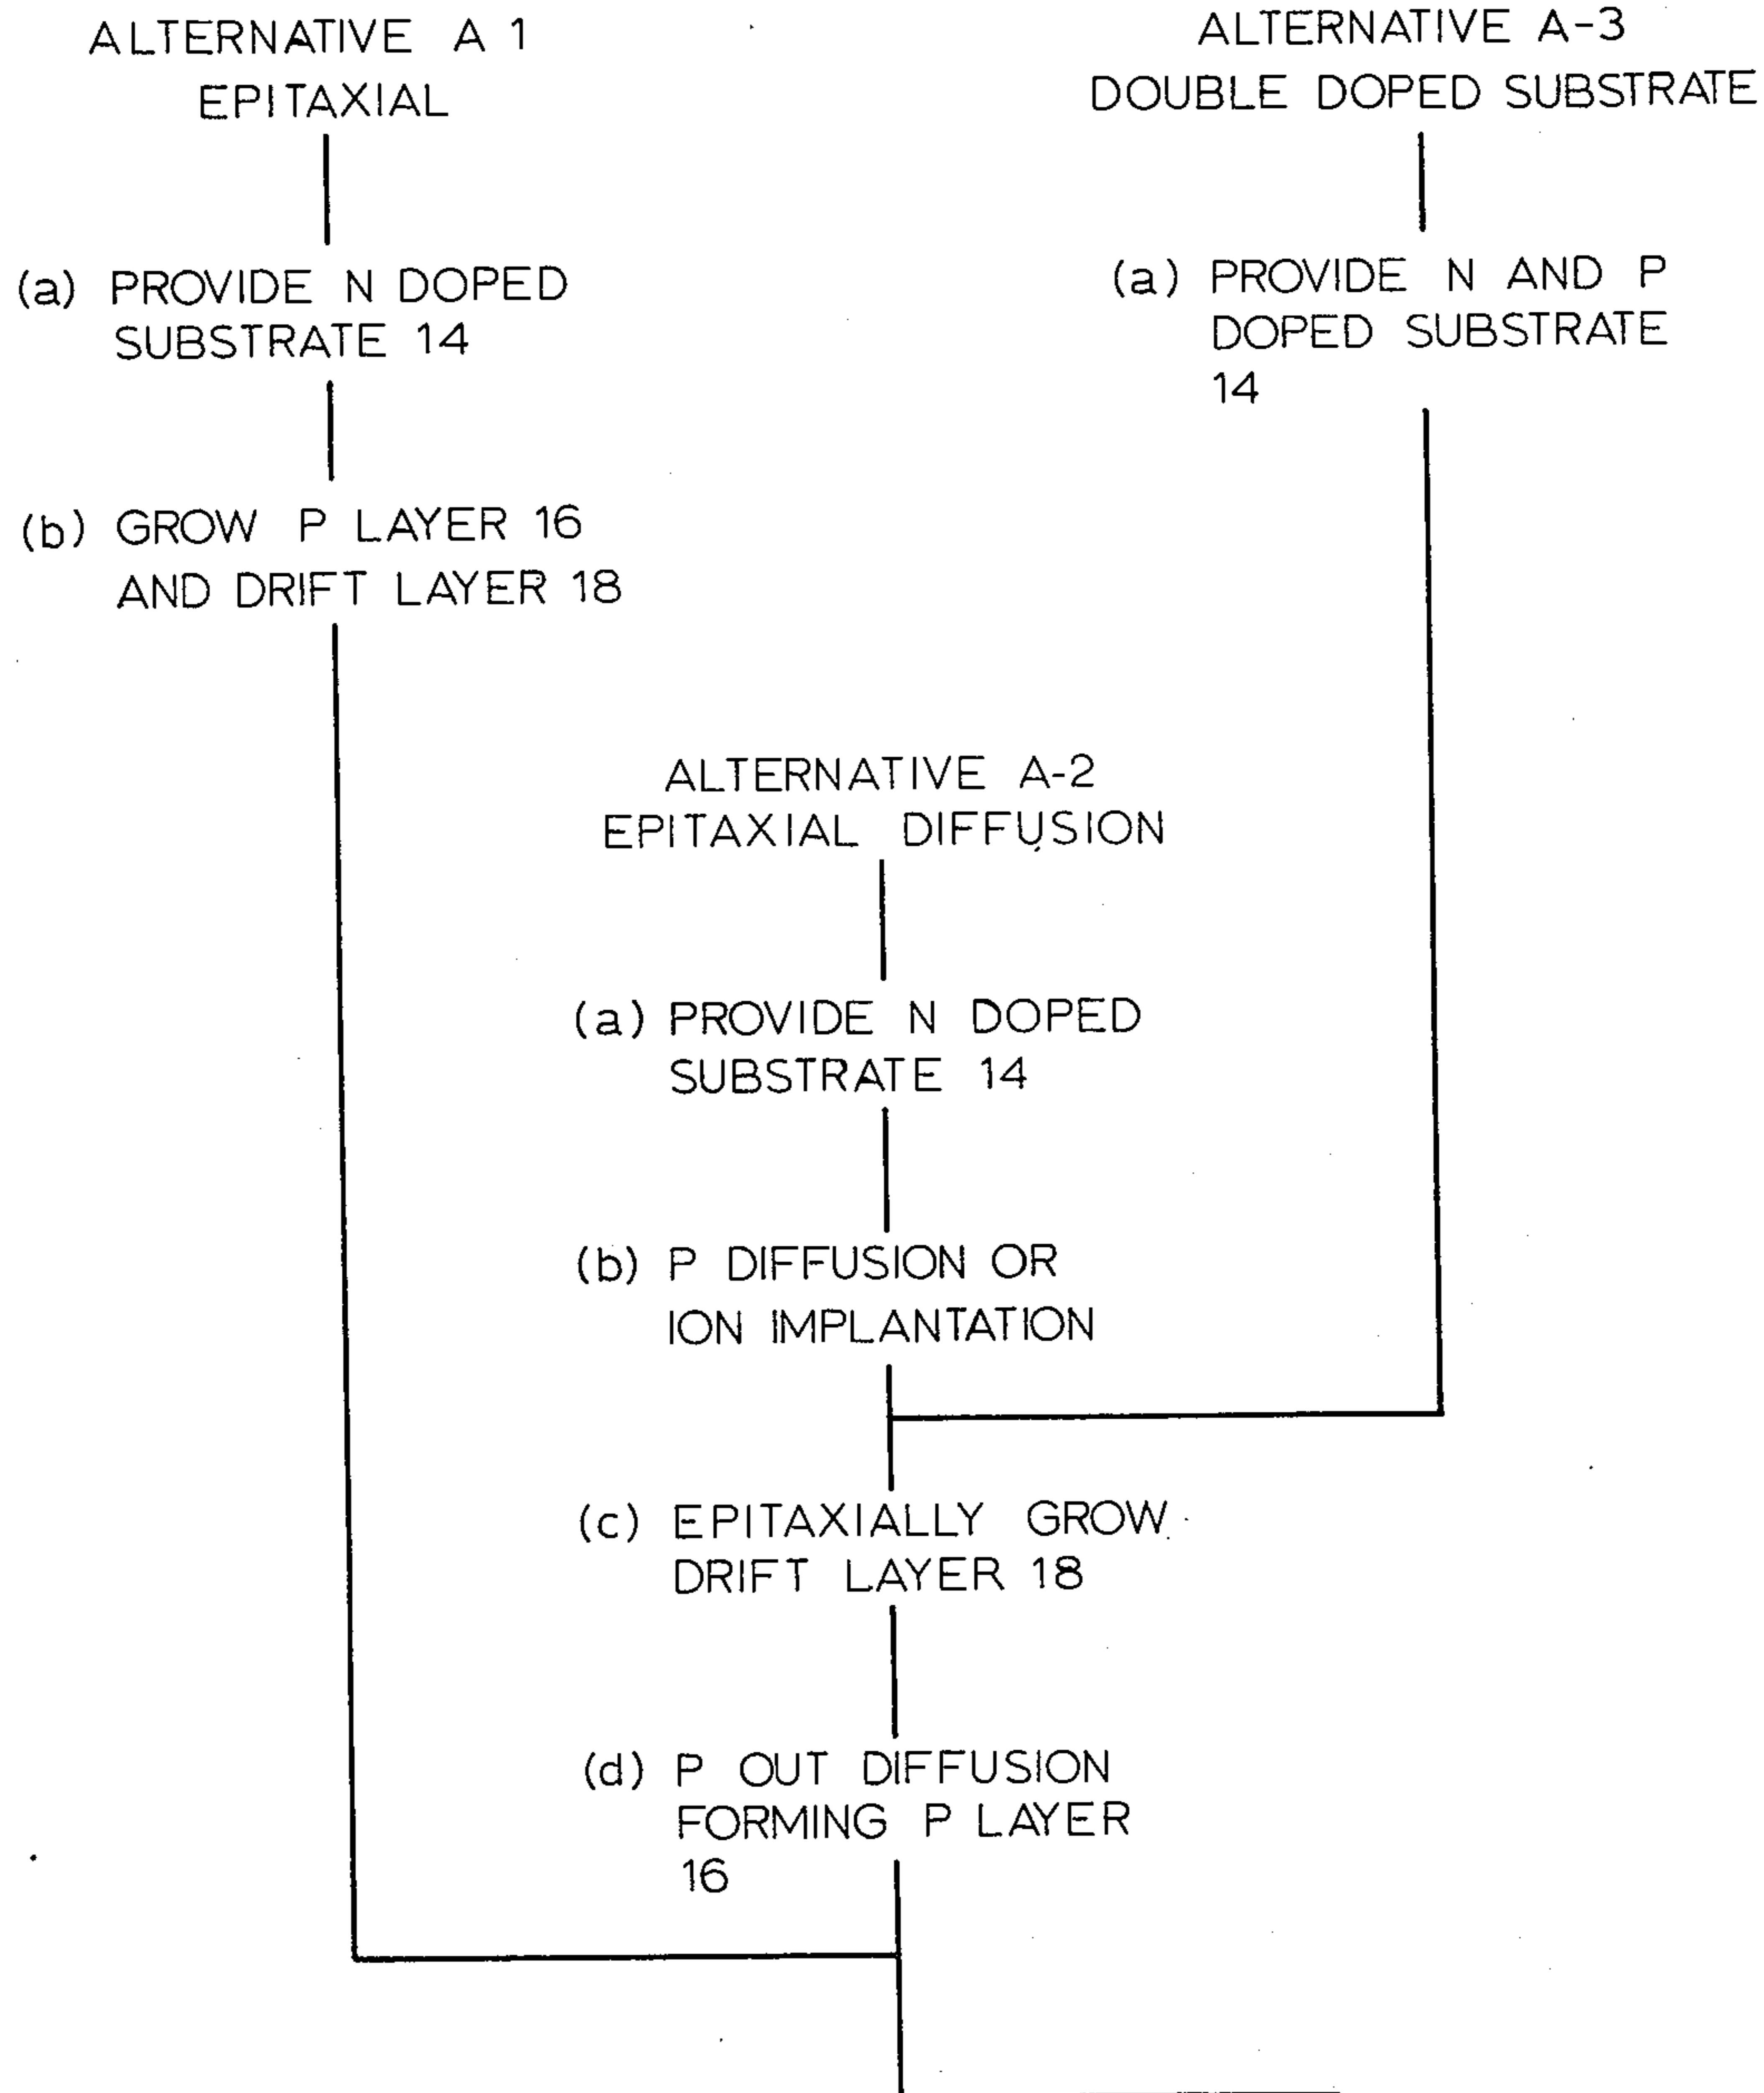 ALTERNATIVE A 1
EPITAXIAL
(a) PROVIDE N DOPED
SUBSTRATE 14
(b) GROW P LAYER 16
AND DRIFT LAYER 18
ALTERNATIVE A-3
DOUBLE DOPED SUBSTRATE
(a) PROVIDE N AND P
DOPED SUBSTRATE
14
ALTERNATIVE A-2
EPITAXIAL DIFFUSION
(a) PROVIDE N DOPED
SUBSTRATE 14
(b) P DIFFUSION OR
ION IMPLANTATION
(c) EPITAXIALLY GROW
DRIFT LAYER 18
(d) P OUT DIFFUSION
FORMING P LAYER
16